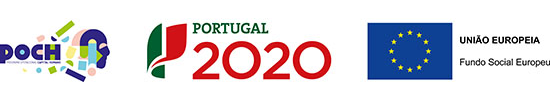 POCH
PORTUGAL
2020
UNIÃO EUROPEIA
Fundo Social Europeu